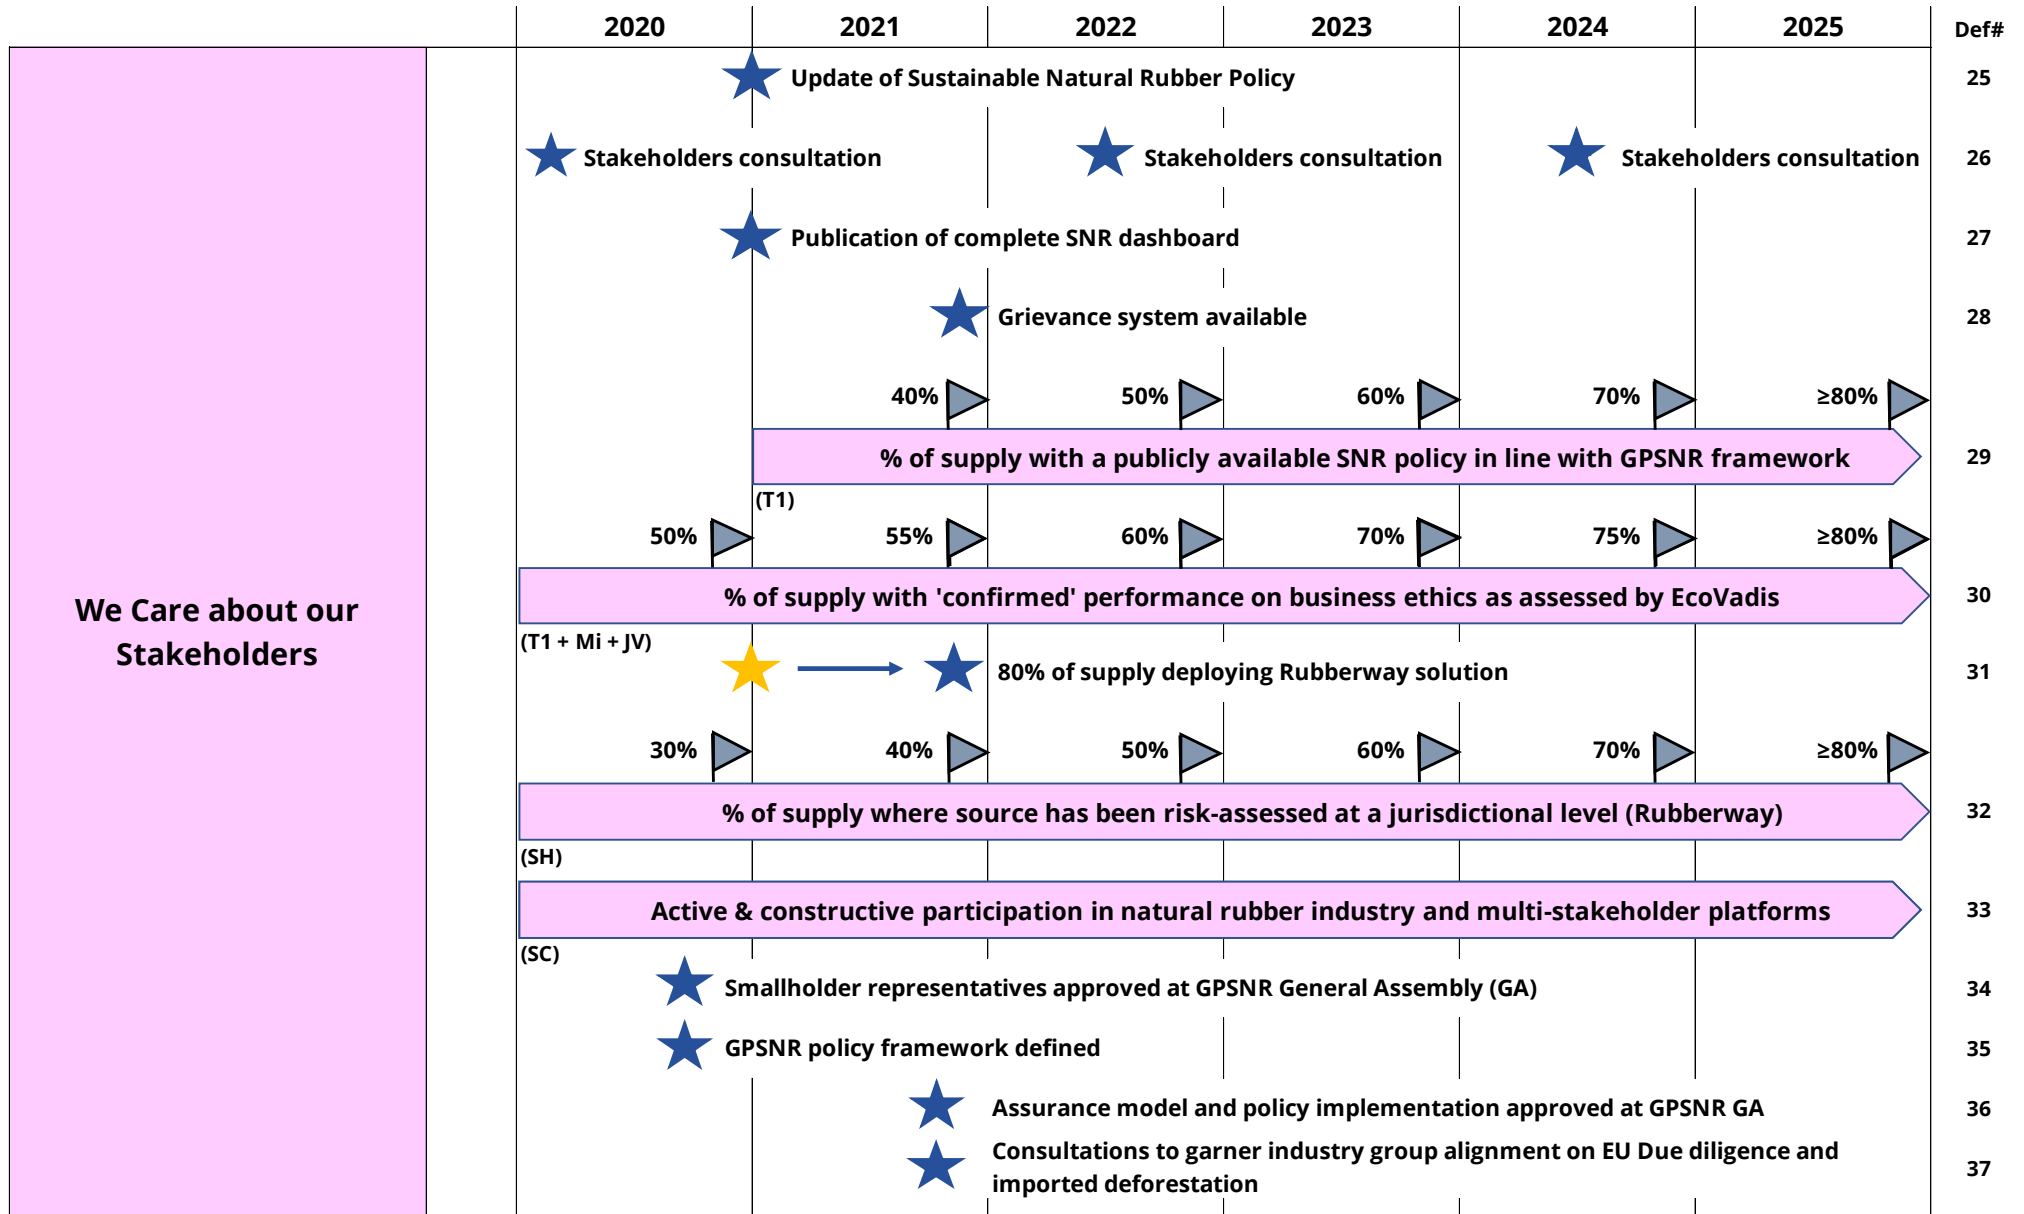 2020 2021 2022 2023 2024 2025 Def#
We Care about our
Stakeholders
Update of Sustainable Natural Rubber Policy 25
Stakeholders consultation Stakeholders consultation Stakeholders consultation 26
Publication of complete SNR dashboard 27
Grievance system available 28
40% 50% 60% 70% ≥80%
% of supply with a publicly available SNR policy in line with GPSNR framework 29
(T1)
50% 55% 60% 70% 75% ≥80%
% of supply with 'confirmed' performance on business ethics as assessed by EcoVadis 30
(T1 + Mi + JV)
80% of supply deploying Rubberway solution 31
30% 40% 50% 60% 70% ≥80%
% of supply where source has been risk-assessed at a jurisdictional level (Rubberway) 32
(SH)
Active & constructive participation in natural rubber industry and multi-stakeholder platforms 33
(SC)
Smallholder representatives approved at GPSNR General Assembly (GA) 34
GPSNR policy framework defined 35
Assurance model and policy implementation approved at GPSNR GA 36
Consultations to garner industry group alignment on EU Due diligence and
imported deforestation 37